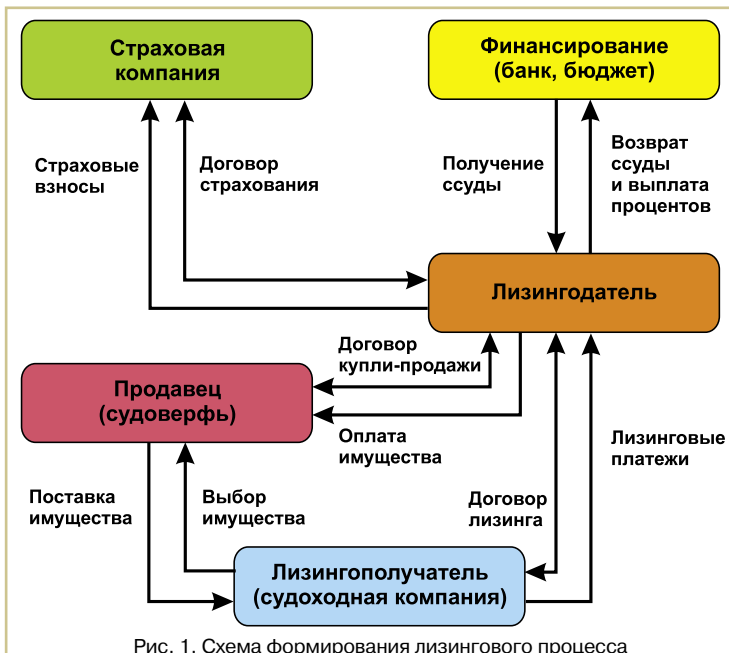 Страховая
компания
Финансирование
(банк, бюджет)
Страховые
взносы
Договор
страхования
Получение
ссуды
Возврат
ссуды
и выплата
процентов
Лизингодатель
Договор
купли-продажи
Продавец
(судоверфь)
Оплата
имущества
Лизинговые
платежи
Поставка
имущества
Выбор
имущества
Договор
лизинга
Лизингополучатель
(судоходная компания)
Рис. 1. Схема формирования лизингового процесса